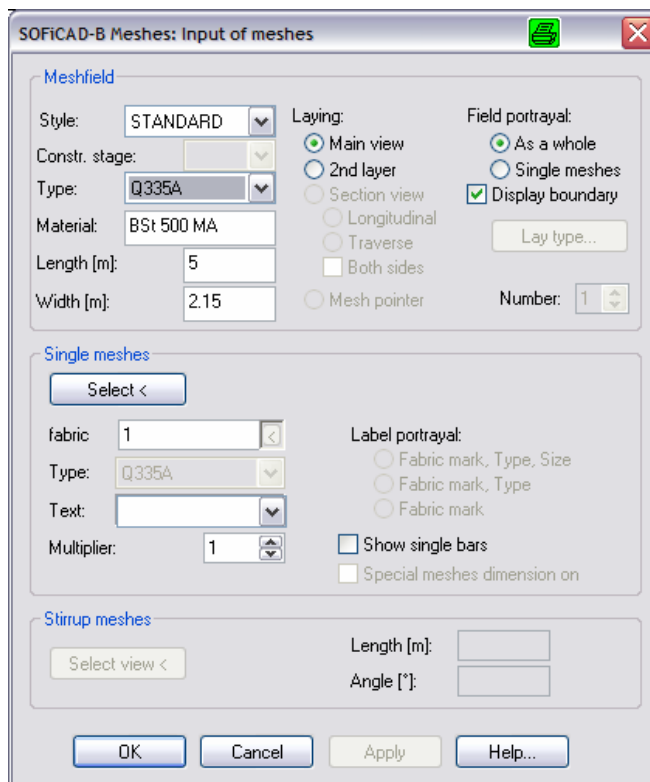 SOFiCAD-B Meshes: Input of meshes
Meshfield
Style: STANDARD
Constr. stage:
Type: Q335A
Material: BSt 500 MA
Length [m]: 5
Width [m]: 2.15
Laying:
Main view
2nd layer
Section view
Longitudinal
Traverse
Both sides
Mesh pointer
Field portrayal:
As a whole
Single meshes
Display boundary
Lay type...
Number: 1
Single meshes
Select <
fabric 1 <
Type: Q335A
Text:
Multiplier: 1
Label portrayal:
Fabric mark, Type, Size
Fabric mark, Type
Fabric mark
Show single bars
Special meshes dimension on
Stirrup meshes
Select view <
Length [m]:
Angle [°]:
OK Cancel Apply Help...